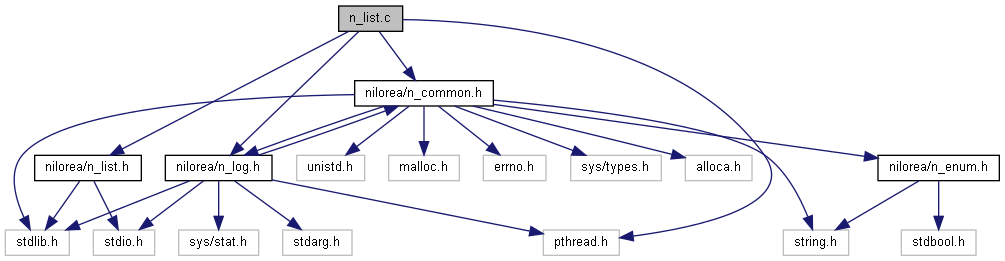 n_list.c
nilorea/n_common.h
nilorea/n_list.h
nilorea/n_log.h
unistd.h
malloc.h
errno.h
sys/types.h
alloca.h
nilorea/n_enum.h
stdlib.h
stdio.h
sys/stat.h
stdarg.h
pthread.h
string.h
stdbool.h